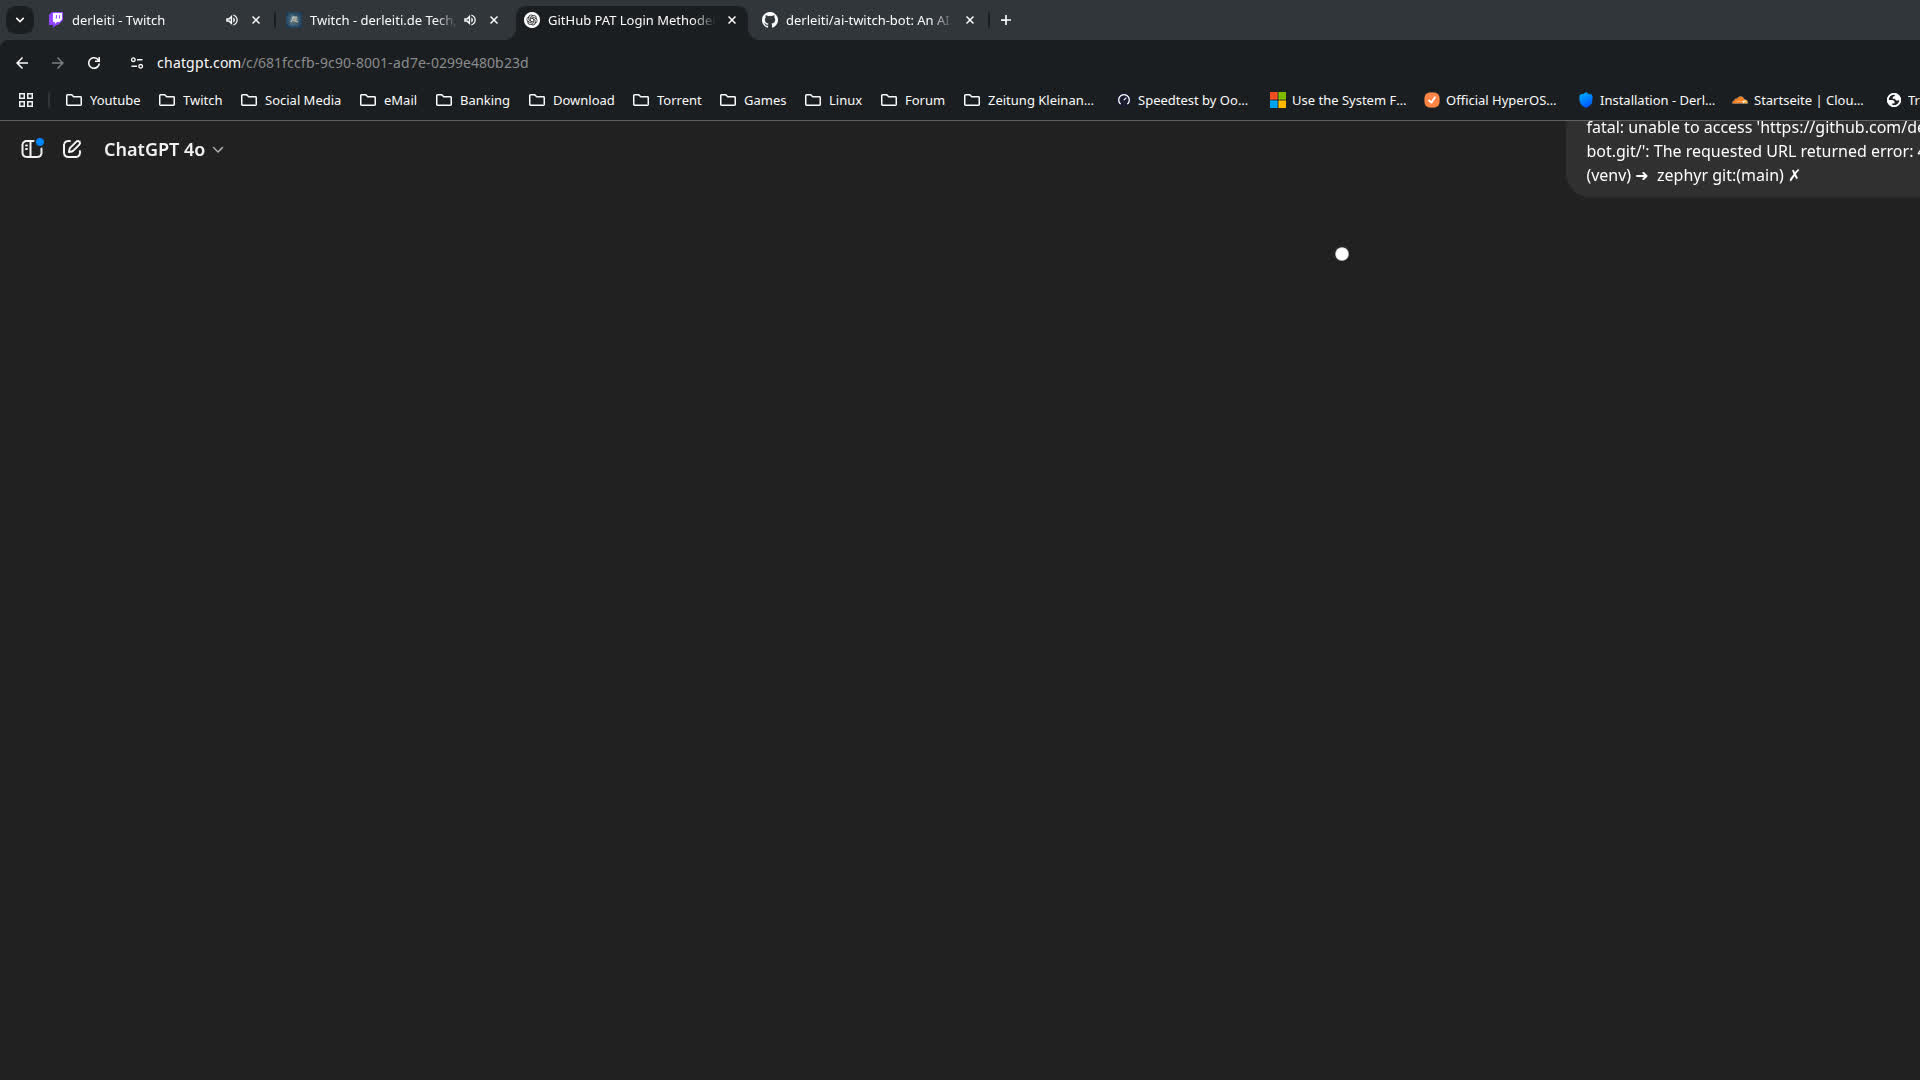 derleiti - Twitch
Twitch - derleiti.de Tech
GitHub PAT Login Methode
derleiti/ai-twitch-bot: An AI
chatgpt.com/c/681fccfb-9c90-8001-ad7e-0299e480b23d
Youtube
Twitch
Social Media
eMail
Banking
Download
Torrent
Games
Linux
Forum
Zeitung Kleinan...
Speedtest by Oo...
Use the System F...
Official HyperOS...
Installation - Derl...
Startseite | Clou...
ChatGPT 4o
fatal: unable to access 'https://github.com/de
bot.git/': The requested URL returned error:
(venv) ➜ zephyr git:(main) ✗